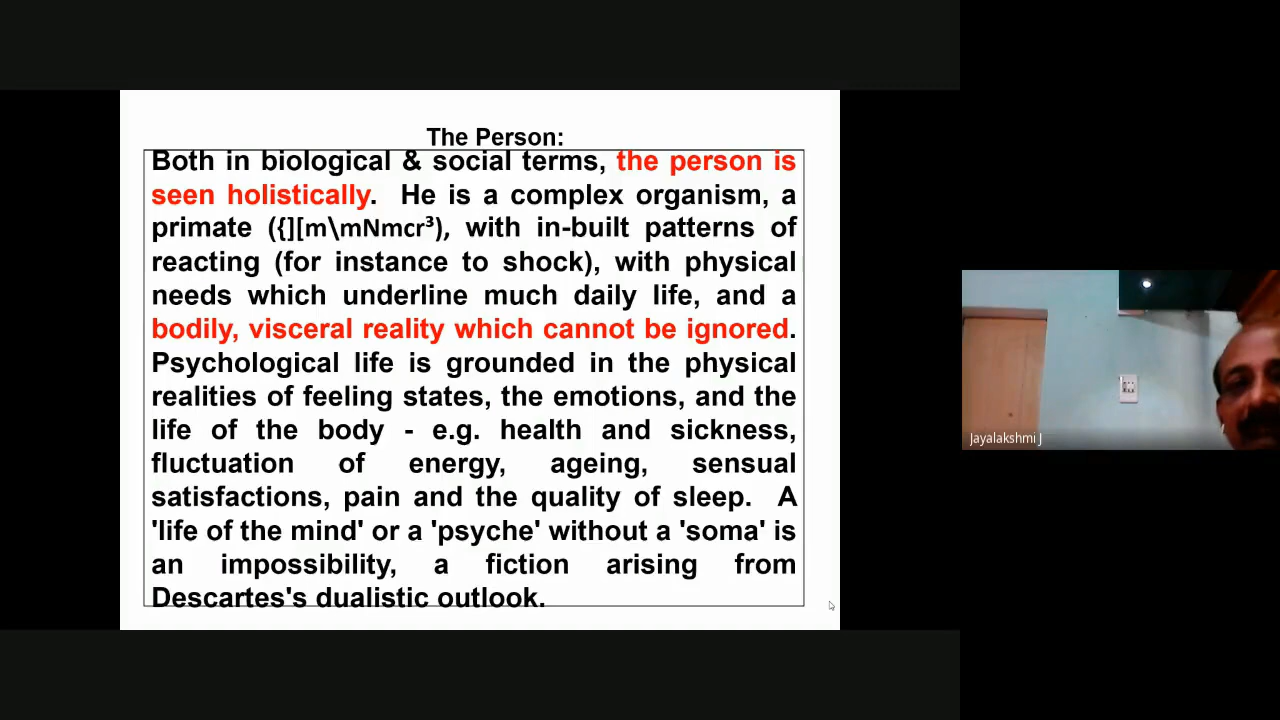 The Person:
Both in biological & social terms, the person is
seen holistically. He is a complex organism, a
primate ({][m\mNmcr³), with in-built patterns of
reacting (for instance to shock), with physical
needs which underline much daily life, and a
bodily, visceral reality which cannot be ignored.
Psychological life is grounded in the physical
realities of feeling states, the emotions, and the
life of the body - e.g. health and sickness,
fluctuation of energy, ageing, sensual
satisfactions, pain and the quality of sleep. A
'life of the mind' or a 'psyche' without a 'soma' is
an impossibility, a fiction arising from
Descartes's dualistic outlook.
Jayalakshmi J